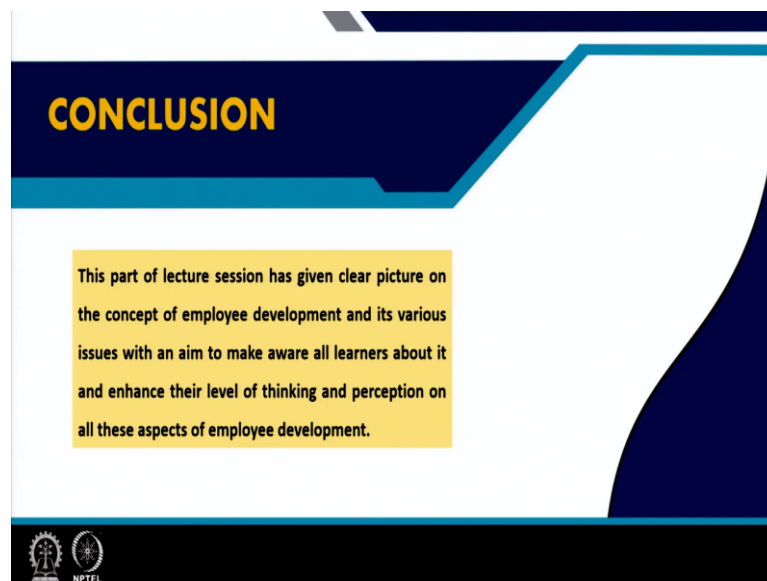 CONCLUSION
This part of lecture session has given clear picture on
the concept of employee development and its various
issues with an aim to make aware all learners about it
and enhance their level of thinking and perception on
all these aspects of employee development.
NPTEL